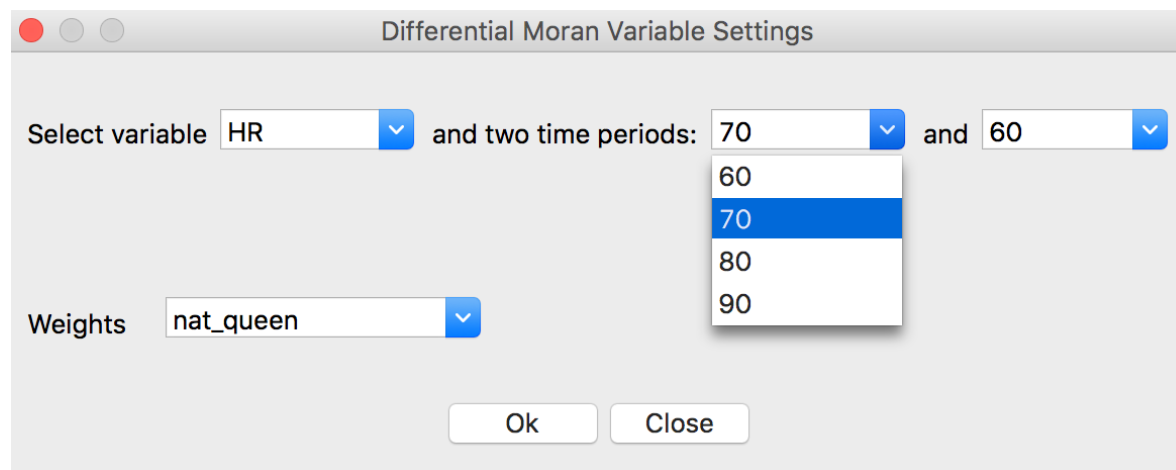 Differential Moran Variable Settings
Select variable HR and two time periods: 70 and 60
60
70
80
90
Weights nat_queen
Ok Close